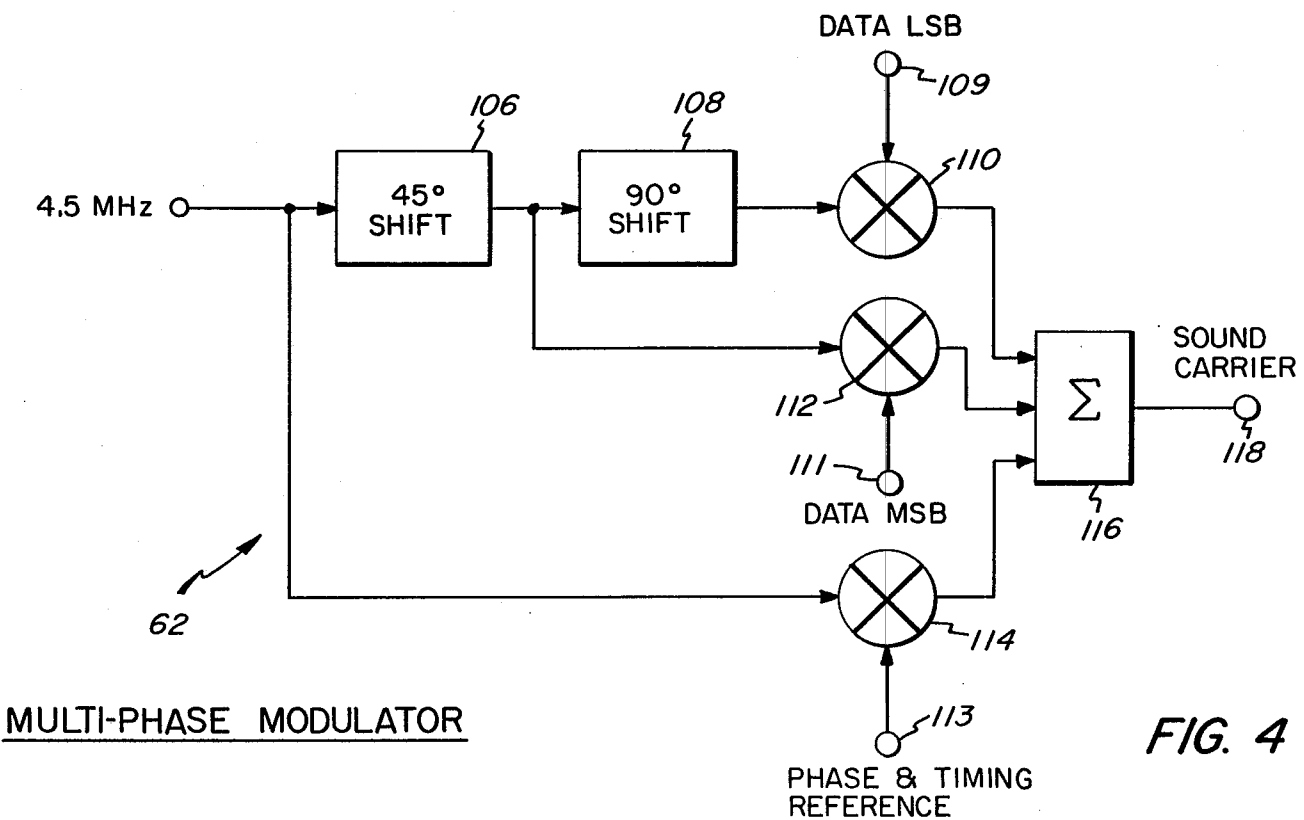 DATA LSB
109
106
108
110
4.5 MHz
45°
SHIFT
90°
SHIFT
112
111
DATA MSB
Σ
SOUND
CARRIER
118
116
62
114
113
MULTI-PHASE MODULATOR
PHASE & TIMING
REFERENCE
FIG. 4